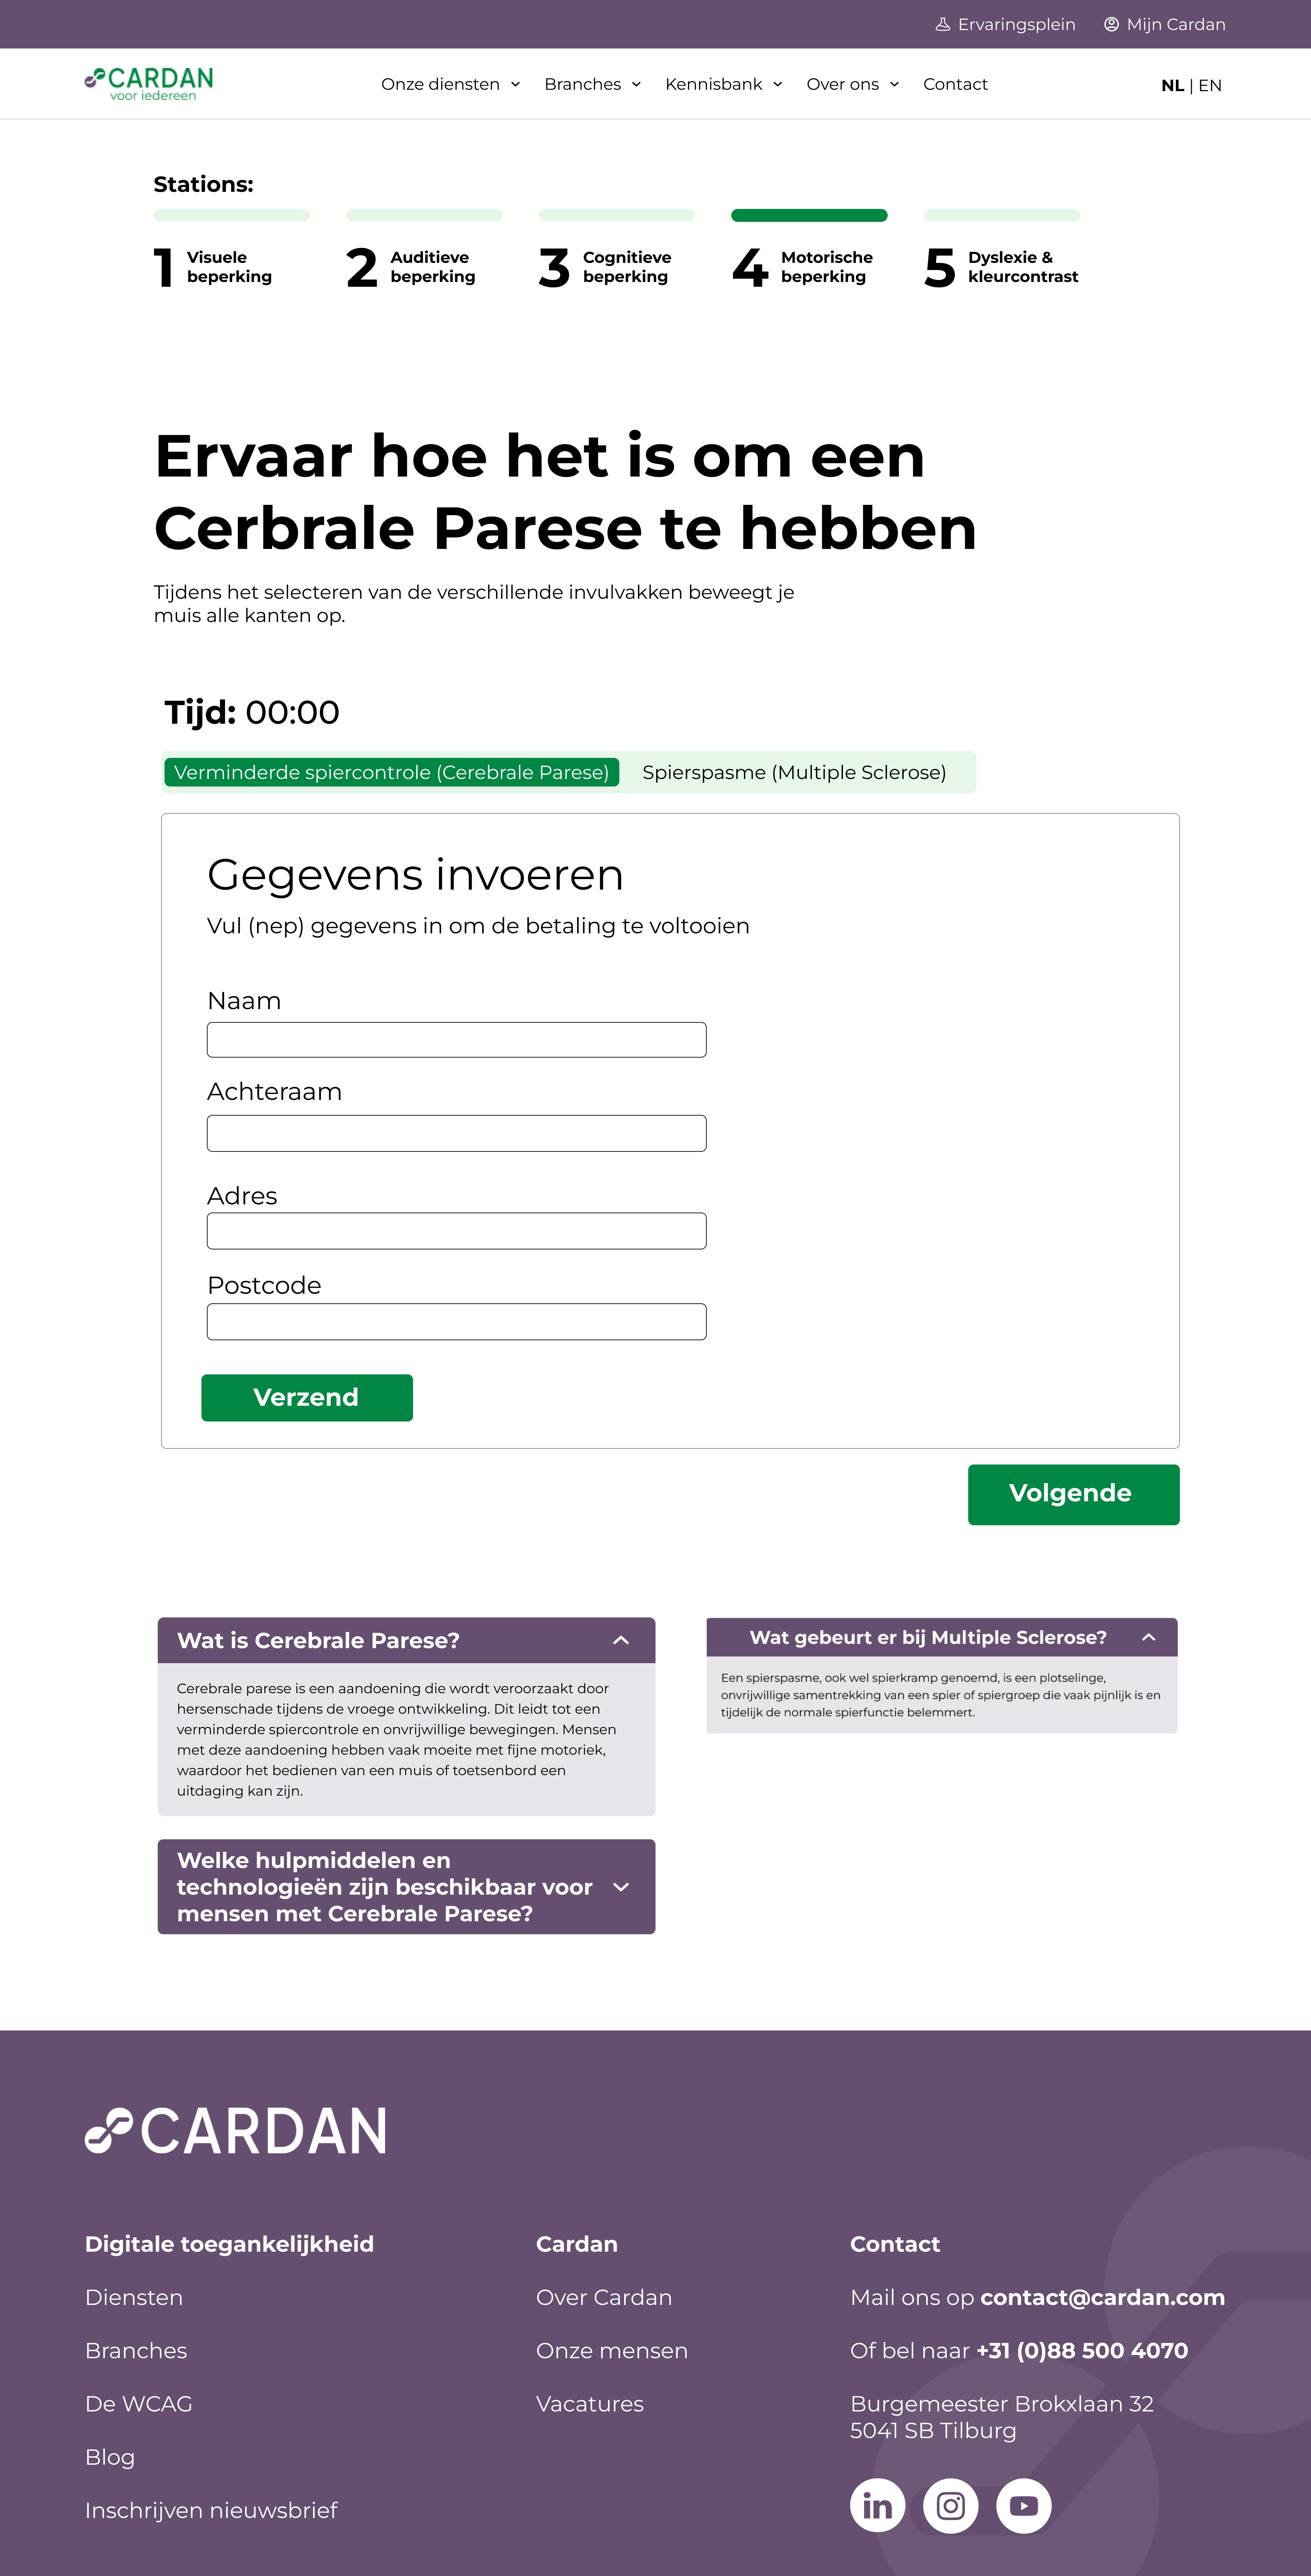 Ervaringsplein
Mijn Cardan
CARDAN
voor iedereen
Onze diensten
Branches
Kennisbank
Over ons
Contact
NL | EN
Stations:
1 Visuele
beperking
2 Auditieve
beperking
3 Cognitieve
beperking
4 Motorische
beperking
5 Dyslexie &
kleurcontrast
Ervaar hoe het is om een
Cerbrale Parese te hebben
Tijdens het selecteren van de verschillende invulvakken beweegt je
muis alle kanten op.
Tijd: 00:00
Verminderde spiercontrole (Cerebrale Parese)
Spierspasme (Multiple Sclerose)
Gegevens invoeren
Vul (nep) gegevens in om de betaling te voltooien
Naam
Achteraam
Adres
Postcode
Verzend
Volgende
Wat is Cerebrale Parese?
Cerebrale parese is een aandoening die wordt veroorzaakt door
hersenschade tijdens de vroege ontwikkeling. Dit leidt tot een
verminderde spiercontrole en onvrijwillige bewegingen. Mensen
met deze aandoening hebben vaak moeite met fijne motoriek,
waardoor het bedienen van een muis of toetsenbord een
uitdaging kan zijn.
Welke hulpmiddelen en
technologieën zijn beschikbaar voor
mensen met Cerebrale Parese?
Wat gebeurt er bij Multiple Sclerose?
Een spierspasme, ook wel spierkramp genoemd, is een plotselinge,
onvrijwillige samentrekking van een spier of spiergroep die vaak pijnlijk is en
tijdelijk de normale spierfunctie belemmert.
CARDAN
Digitale toegankelijkheid
Diensten
Branches
De WCAG
Blog
Inschrijven nieuwsbrief
Cardan
Over Cardan
Onze mensen
Vacatures
Contact
Mail ons op contact@cardan.com
Of bel naar +31 (0)88 500 4070
Burgemeester Brokxlaan 32
5041 SB Tilburg
in